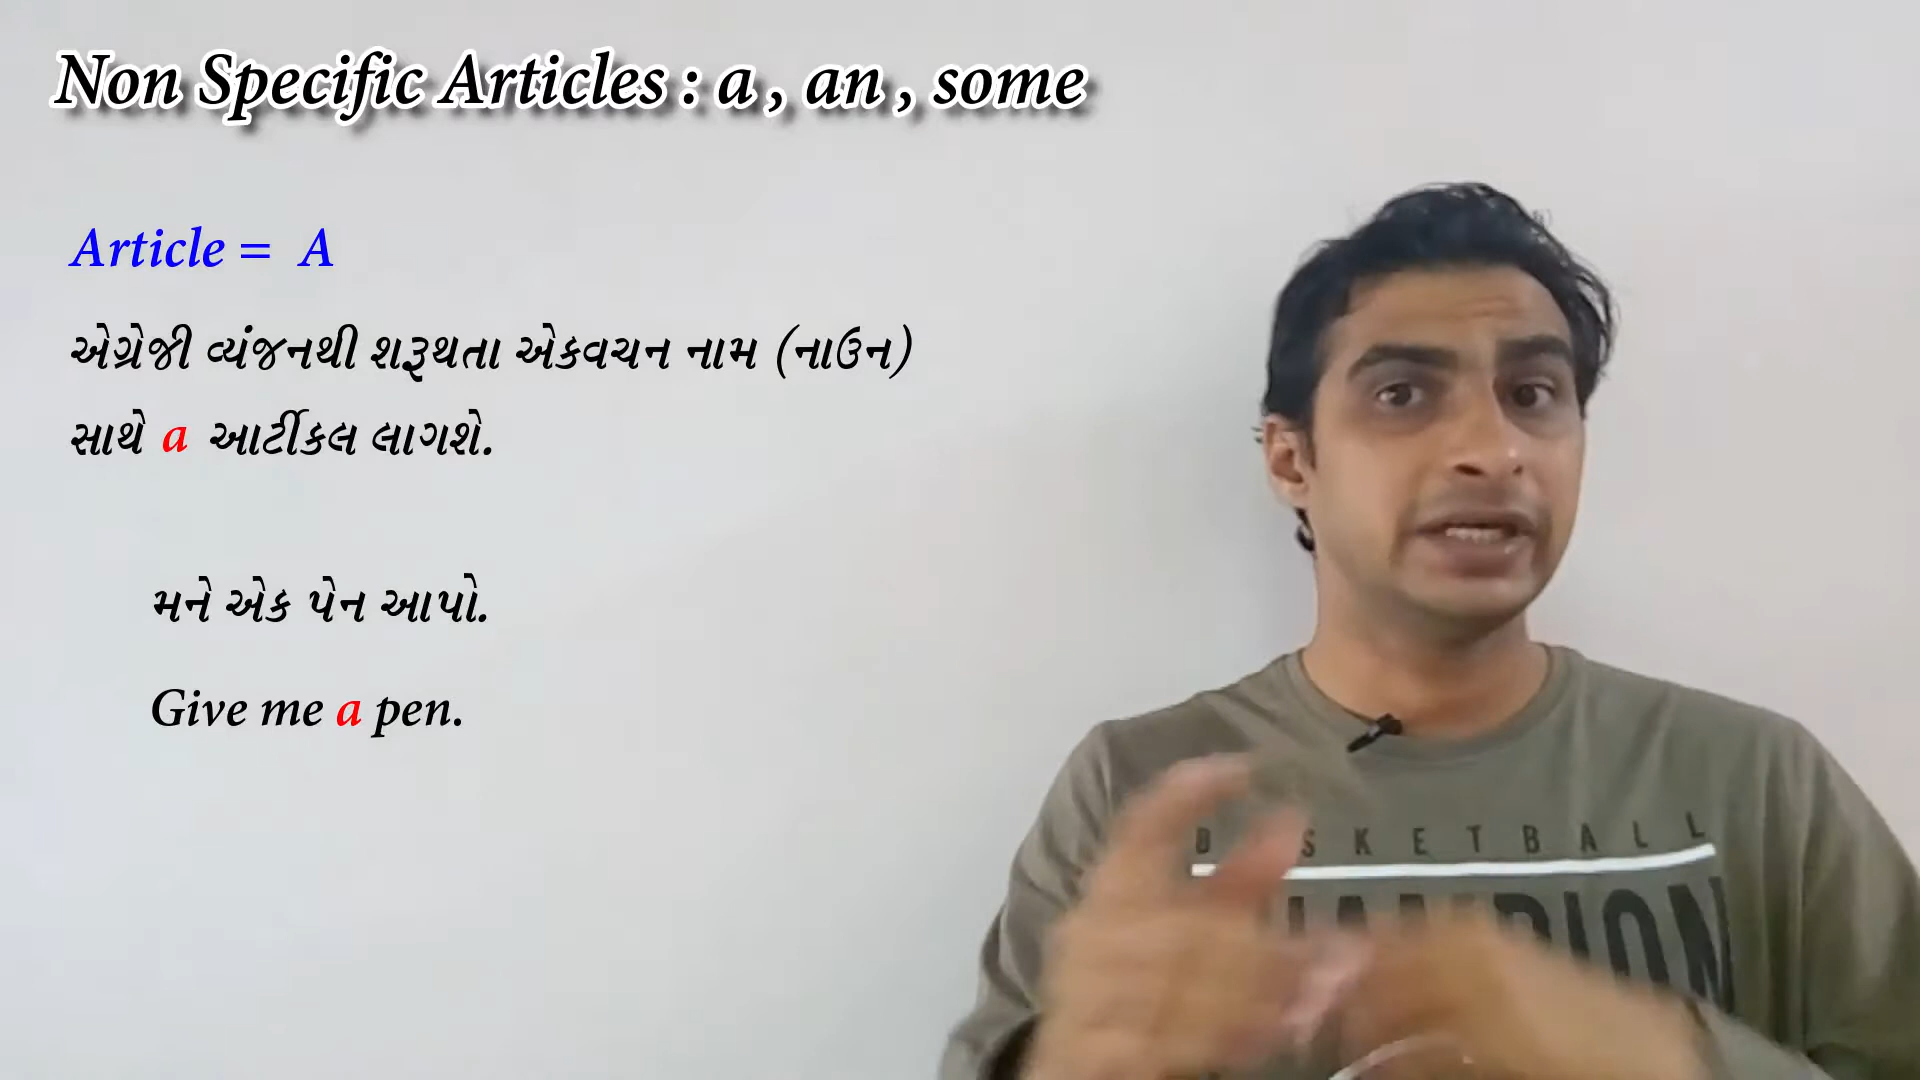 Non Specific Articles : a , an , some
Article = A
એગ્રેજી વ્યંજનથી શરૂથતા એકવચન નામ (નાઉન)
સાથે a આર્ટીકલ લાગશે.
મને એક પેન આપો.
Give me a pen.